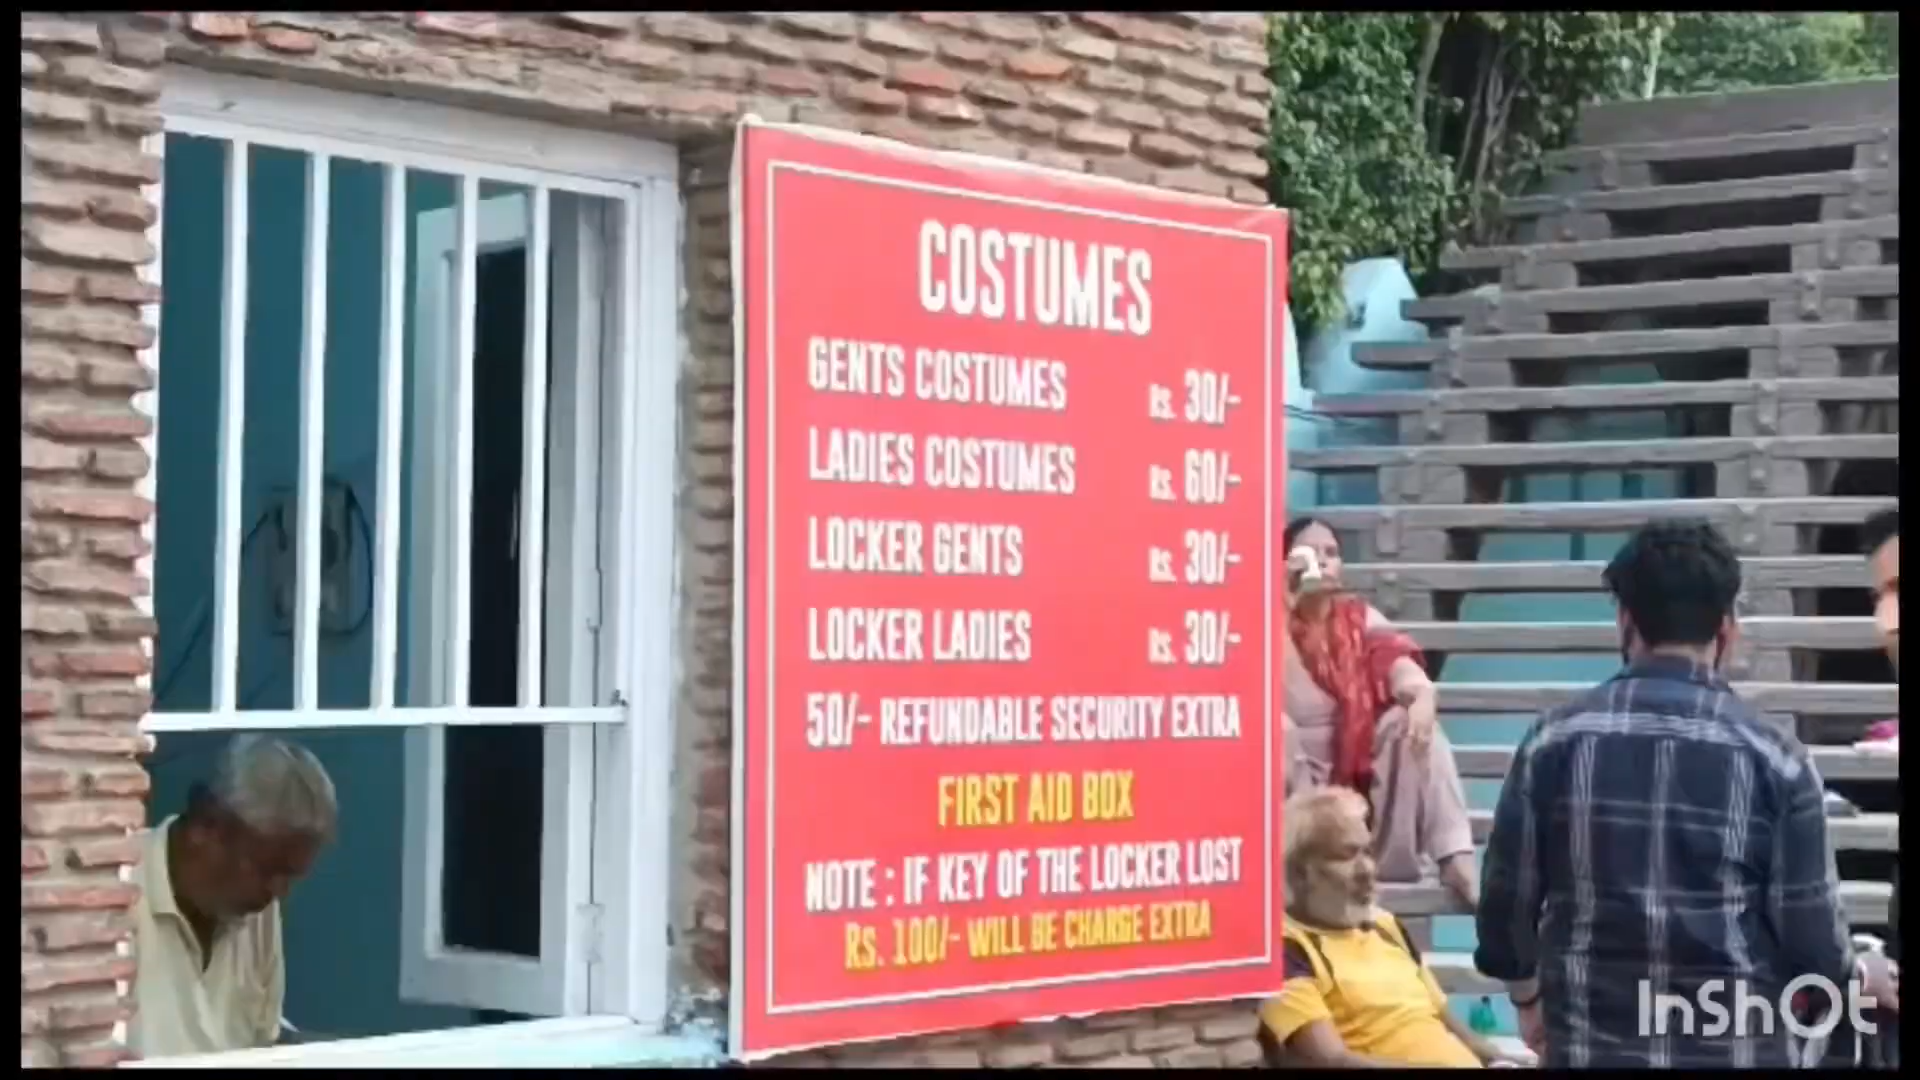 COSTUMES
GENTS COSTUMES Rs. 30/-
LADIES COSTUMES Rs. 60/-
LOCKER GENTS Rs. 30/-
LOCKER LADIES Rs. 30/-
50/- REFUNDABLE SECURITY EXTRA
FIRST AID BOX
NOTE : IF KEY OF THE LOCKER LOST
RS. 100/- WILL BE CHARGE EXTRA
InShOt